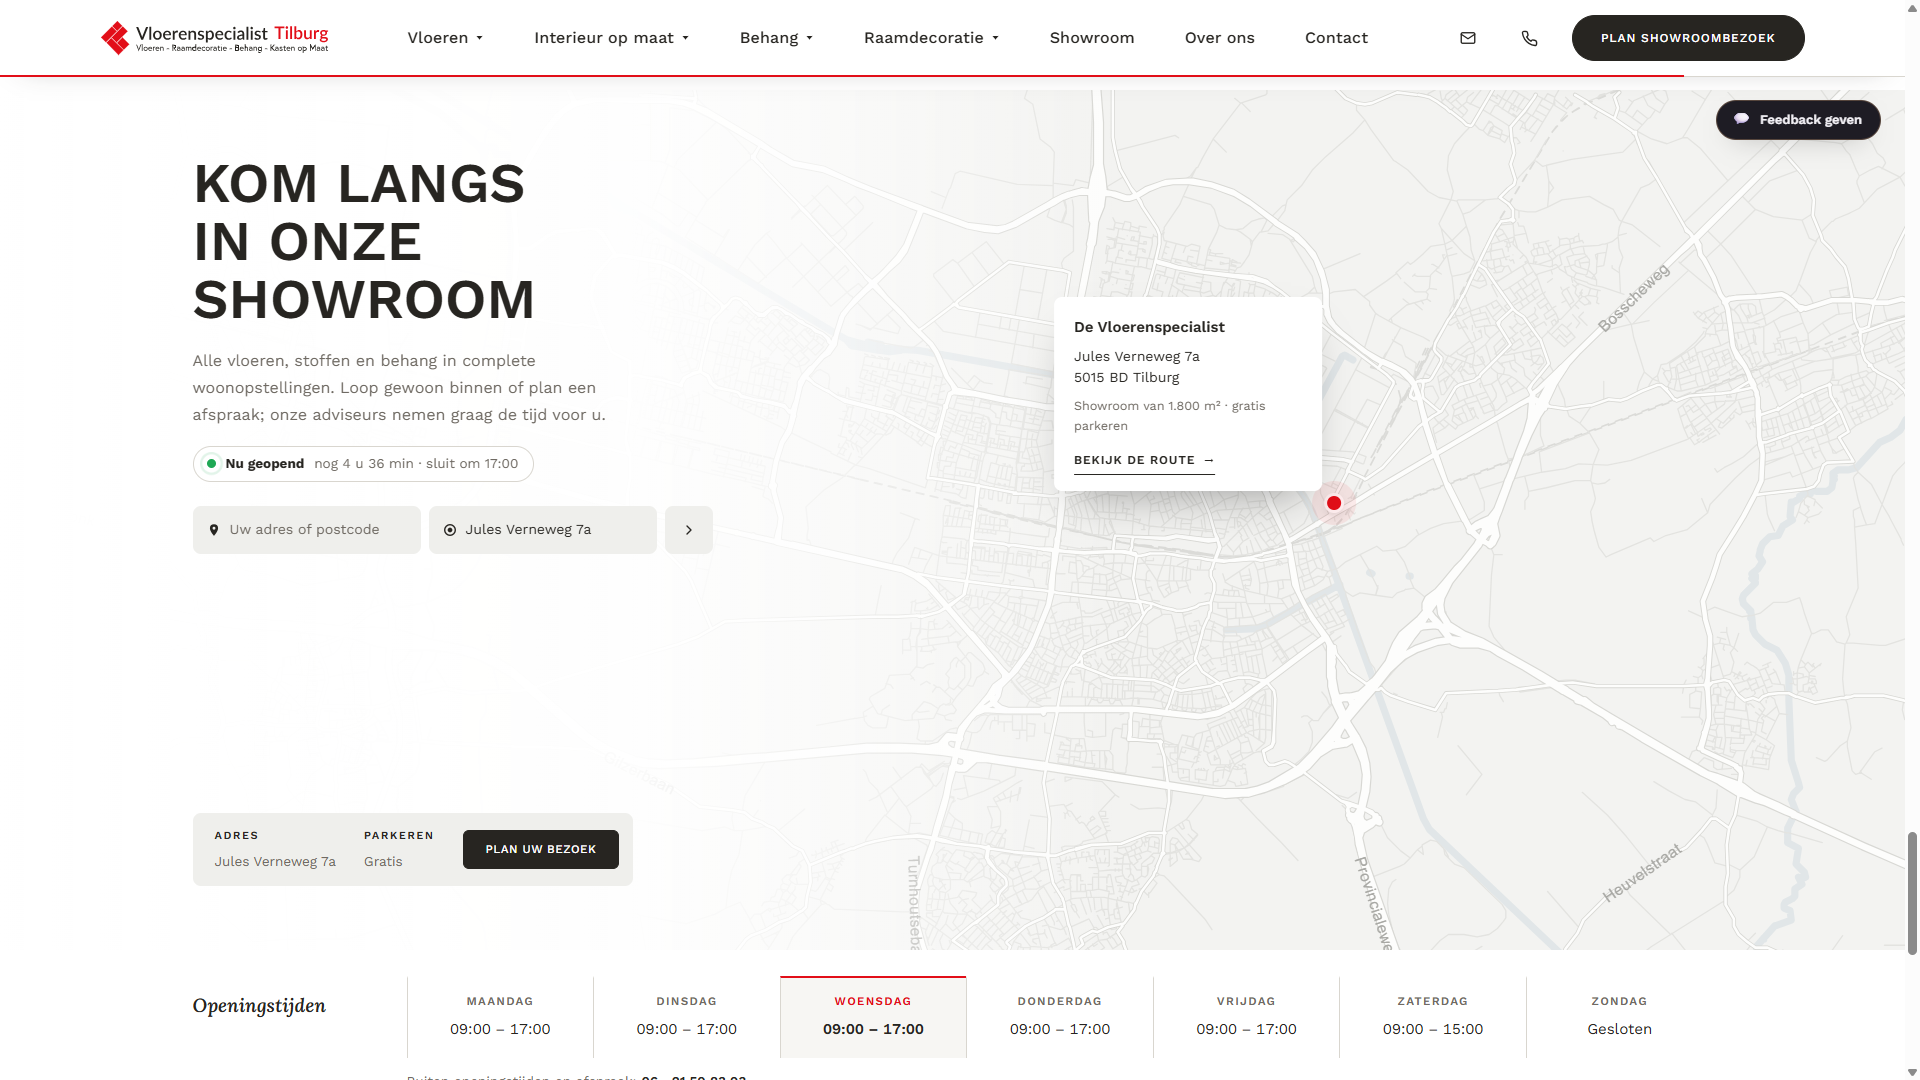 Vloerenspecialist Tilburg
Vloeren - Raamdecoratie - Behang - Kasten op Maat
Vloeren
Interieur op maat
Behang
Raamdecoratie
Showroom
Over ons
Contact
PLAN SHOWROOMBEZOEK
Feedback geven
KOM LANGS
IN ONZE
SHOWROOM
Alle vloeren, stoffen en behang in complete
woonopstellingen. Loop gewoon binnen of plan een
afspraak; onze adviseurs nemen graag de tijd voor u.
Nu geopend nog 4 u 36 min · sluit om 17:00
Uw adres of postcode
Jules Verneweg 7a
De Vloerenspecialist
Jules Verneweg 7a
5015 BD Tilburg
Showroom van 1.800 m² · gratis
parkeren
BEKIJK DE ROUTE →
Bosscheweg
Heuvelstraat
ADRES
Jules Verneweg 7a
PARKEREN
Gratis
PLAN UW BEZOEK
Openingstijden
MAANDAG
09:00 – 17:00
DINSDAG
09:00 – 17:00
WOENSDAG
09:00 – 17:00
DONDERDAG
09:00 – 17:00
VRIJDAG
09:00 – 17:00
ZATERDAG
09:00 – 15:00
ZONDAG
Gesloten